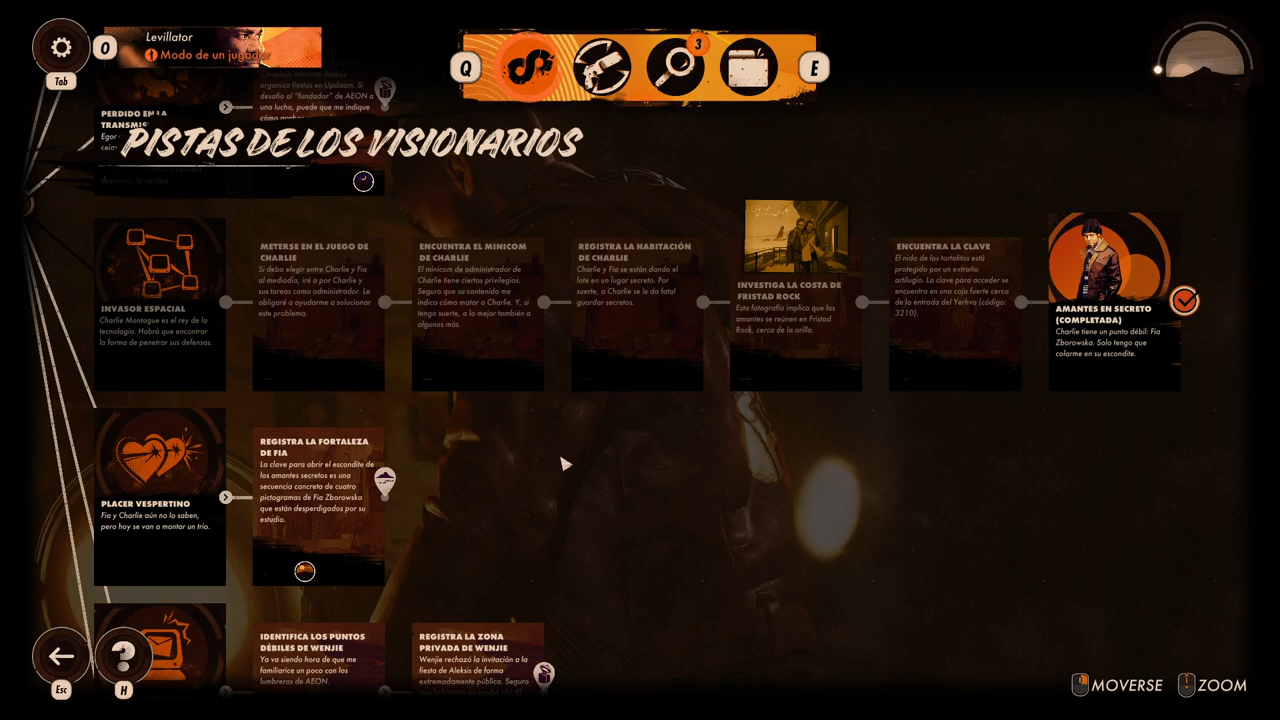 Levillator
O
Modo de un jugador
Tab
Q
3
E
organiza fiestas en Updaam. Si
desafío al "fundador" de AEON a
una lucha, puede que me indique
PERDIDO EN LA
PISTAS DE LOS VISIONARIOS
INVASOR ESPACIAL
Charlie Montague es el rey de la
tecnología. Habrá que encontrar
la forma de penetrar sus defensas.
METERSE EN EL JUEGO DE
CHARLIE
Si debo elegir entre Charlie y Fia
al mediodía, iré a por Charlie y
sus tareas como administrador. Le
obligaré a ayudarme a solucionar
este problema.
ENCUENTRA EL MINICOM
DE CHARLIE
El minicom de administrador de
Charlie tiene ciertos privilegios.
Seguro que su contenido me
indica cómo matar a Charlie. Y, si
tengo suerte, a lo mejor también a
algunos más.
REGISTRA LA HABITACIÓN
DE CHARLIE
Charlie y Fia se están dando el
lote en un lugar secreto. Por
suerte, a Charlie se le da fatal
guardar secretos.
INVESTIGA LA COSTA DE
FRISTAD ROCK
Esta fotografía implica que los
amantes se reúnen en Fristad
Rock, cerca de la orilla.
ENCUENTRA LA CLAVE
El nido de los tortolitos está
protegido por un extraño
artilugio. La clave para acceder se
encuentra en una caja fuerte cerca
de la entrada del Yerhva (código:
3210).
AMANTES EN SECRETO
(COMPLETADA)
Charlie tiene un punto débil: Fia
Zborowska. Solo tengo que
colarme en su escondite.
PLACER VESPERTINO
Fia y Charlie aún no lo saben,
pero hoy se van a montar un trío.
REGISTRA LA FORTALEZA
DE FIA
La clave para abrir el escondite de
los amantes secretos es una
secuencia concreta de cuatro
pictogramas de Fia Zborowska
que están desperdigados por su
estudio.
IDENTIFICA LOS PUNTOS
DÉBILES DE WENJIE
Ya va siendo hora de que me
familiarice un poco con los
lumbreras de AEON.
REGISTRA LA ZONA
PRIVADA DE WENJIE
Wenjie rechazó la invitación a la
fiesta de Aleksis de forma
extremadamente pública. Seguro
Esc
?
H
MOVERSE
ZOOM